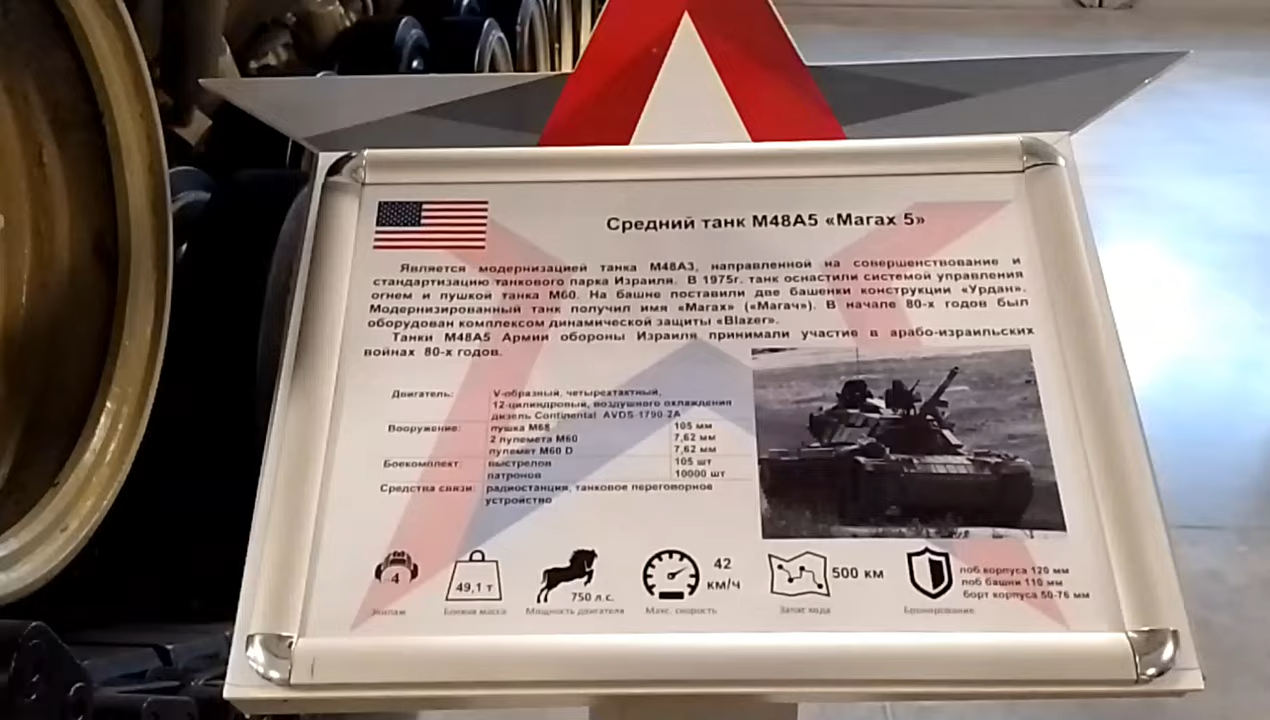 Средний танк М48А5 «Магах 5»
Является модернизацией танка М48А3, направленной на совершенствование и
стандартизацию танкового парка Израиля. В 1975г. танк оснастили системой управления
огнем и пушкой танка М60. На башне поставили две башенки конструкции «Урдан».
Модернизированный танк получил имя «Магах» («Магач»). В начале 80-х годов был
оборудован комплексом динамической защиты «Blazer».
Танки М48А5 Армии обороны Израиля принимали участие в арабо-израильских
войнах 80-х годов.
Двигатель: V-образный, четырехтактный,
12-цилиндровый, воздушного охлаждения
дизель Continental AVDS-1790-2A
Вооружение: пушка М68 105 мм
2 пулемета М60 7,62 мм
пулемет М60 D 7,62 мм
Боекомплект: выстрелов 105 шт
патронов 10000 шт
Средства связи: радиостанция, танковое переговорное
устройство
4 49,1 т 750 л.с. 42 км/ч 500 км
лоб корпуса 120 мм
лоб башни 110 мм
борт корпуса 50-76 мм
Экипаж Боевая масса Мощность двигателя Макс. скорость Запас хода Бронирование